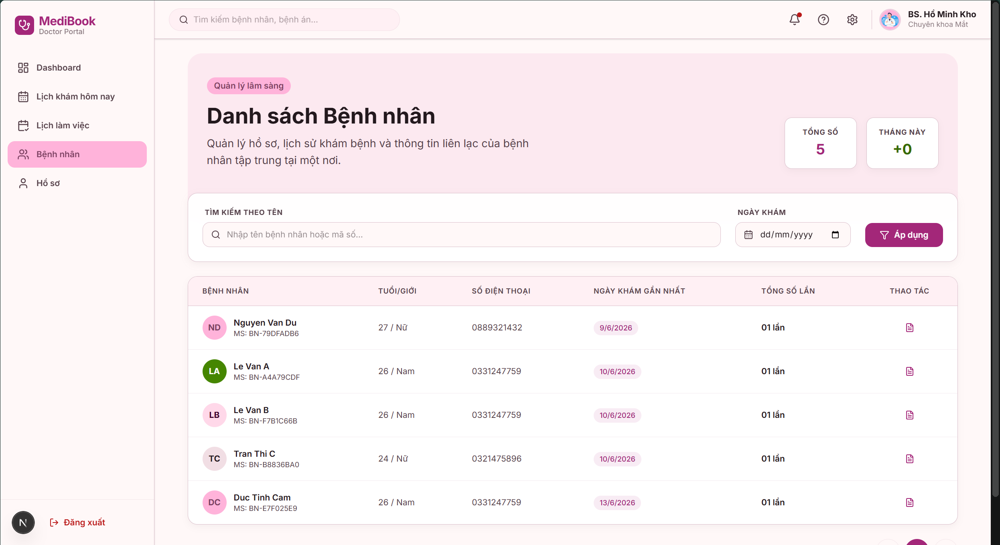 MediBook
Doctor Portal
Dashboard
Lịch khám hôm nay
Lịch làm việc
Bệnh nhân
Hồ sơ
N
Đăng xuất
Tìm kiếm bệnh nhân, bệnh án...
BS. Hồ Minh Kho
Chuyên khoa Mắt
Quản lý lâm sàng
Danh sách Bệnh nhân
Quản lý hồ sơ, lịch sử khám bệnh và thông tin liên lạc của bệnh
nhân tập trung tại một nơi.
TỔNG SỐ
5
THÁNG NÀY
+0
TÌM KIẾM THEO TÊN
Nhập tên bệnh nhân hoặc mã số...
NGÀY KHÁM
dd/mm/yyyy
Áp dụng
BỆNH NHÂN TUỔI/GIỚI SỐ ĐIỆN THOẠI NGÀY KHÁM GẦN NHẤT TỔNG SỐ LẦN THAO TÁC
ND Nguyen Van Du 27 / Nữ 0889321432 9/6/2026 01 lần
MS: BN-79DFADB6
LA Le Van A 26 / Nam 0331247759 10/6/2026 01 lần
MS: BN-A4A79CDF
LB Le Van B 26 / Nam 0331247759 10/6/2026 01 lần
MS: BN-F7B1C66B
TC Tran Thi C 24 / Nữ 0321475896 10/6/2026 01 lần
MS: BN-B8836BA0
DC Duc Tinh Cam 26 / Nam 0331247759 13/6/2026 01 lần
MS: BN-E7F025E9